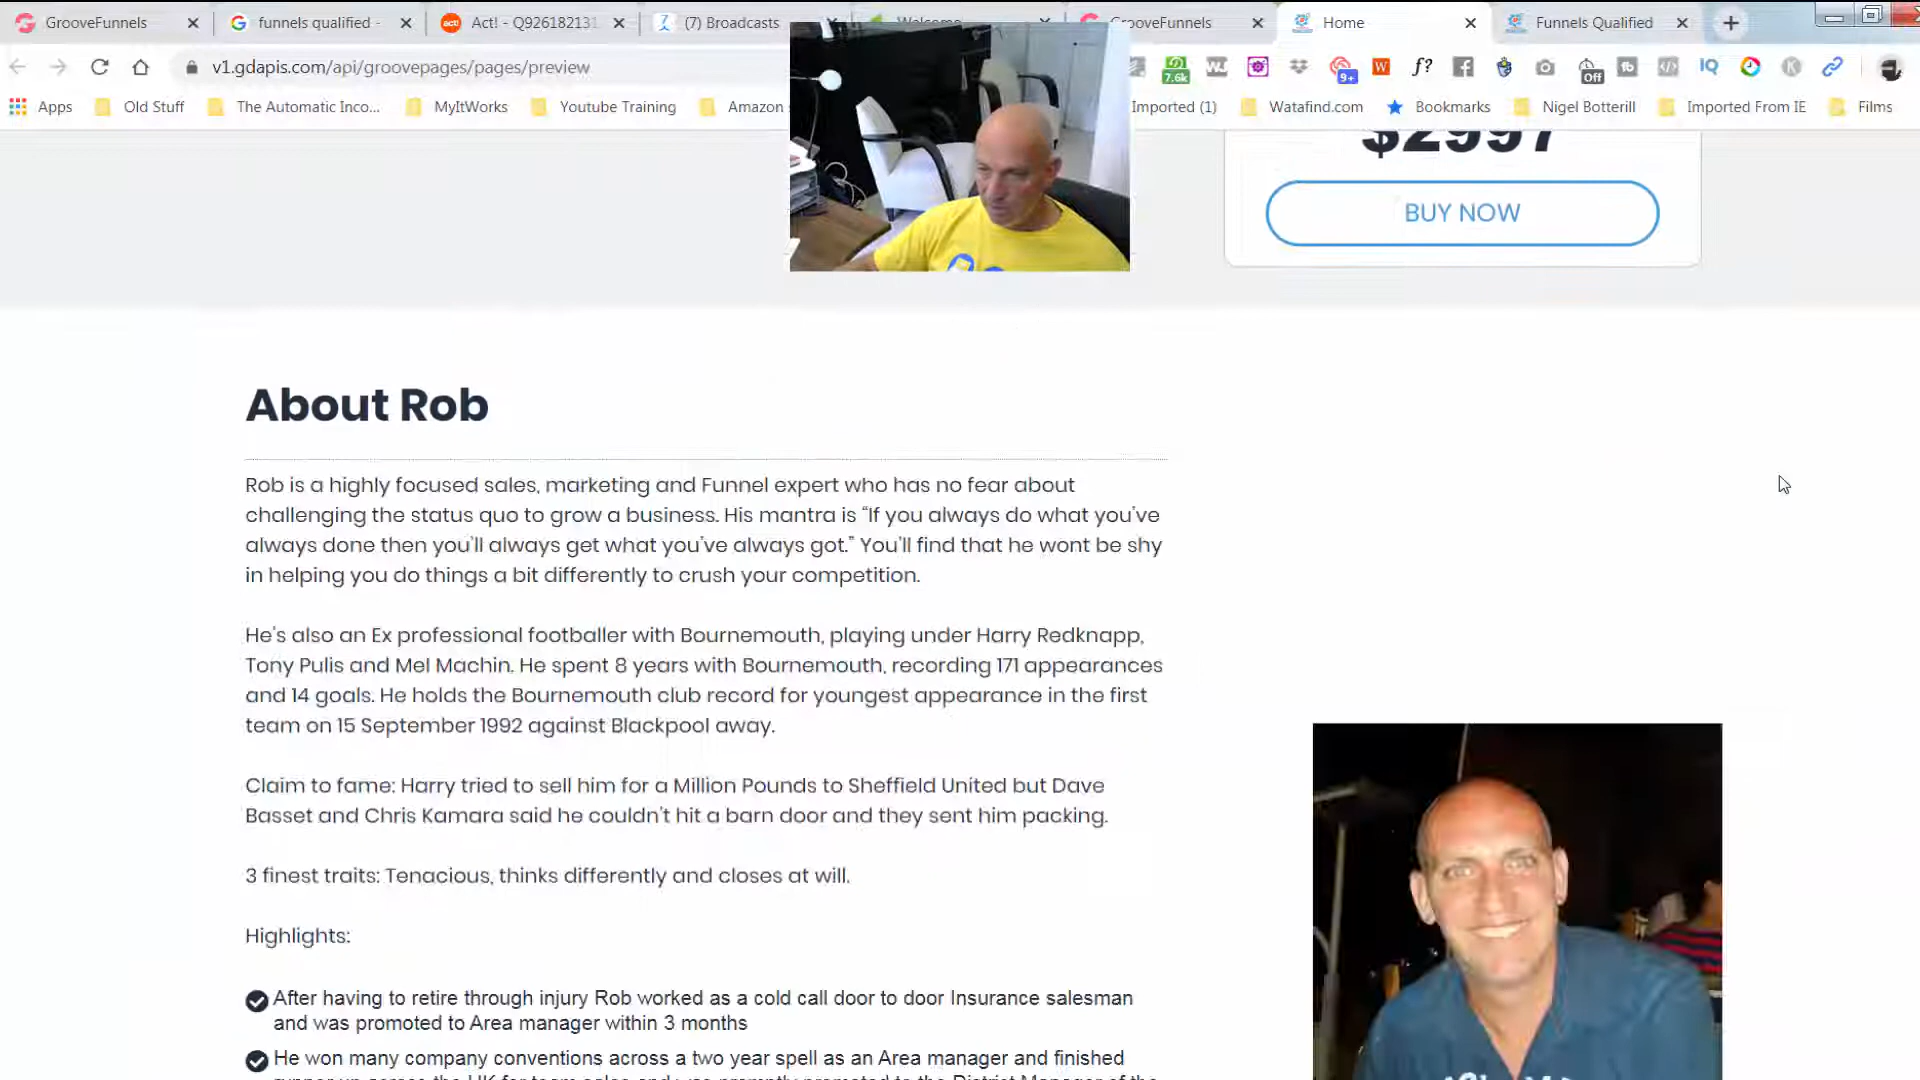 GrooveFunnels
funnels qualified -
Act! - Q926182131
(7) Broadcasts
Welcome
GrooveFunnels
Home
Funnels Qualified
v1.gdapis.com/api/groovepages/pages/preview
7.6k
9+
W
f?
Off
IQ
Apps
Old Stuff
The Automatic Inco...
MyItWorks
Youtube Training
Amazon
Imported (1)
Watafind.com
Bookmarks
Nigel Botterill
Imported From IE
Films
$2997
BUY NOW
About Rob
Rob is a highly focused sales, marketing and Funnel expert who has no fear about
challenging the status quo to grow a business. His mantra is “If you always do what you’ve
always done then you’ll always get what you’ve always got.” You’ll find that he wont be shy
in helping you do things a bit differently to crush your competition.
He's also an Ex professional footballer with Bournemouth, playing under Harry Redknapp,
Tony Pulis and Mel Machin. He spent 8 years with Bournemouth, recording 171 appearances
and 14 goals. He holds the Bournemouth club record for youngest appearance in the first
team on 15 September 1992 against Blackpool away.
Claim to fame: Harry tried to sell him for a Million Pounds to Sheffield United but Dave
Basset and Chris Kamara said he couldn't hit a barn door and they sent him packing.
3 finest traits: Tenacious, thinks differently and closes at will.
Highlights:
After having to retire through injury Rob worked as a cold call door to door Insurance salesman
and was promoted to Area manager within 3 months
He won many company conventions across a two year spell as an Area manager and finished